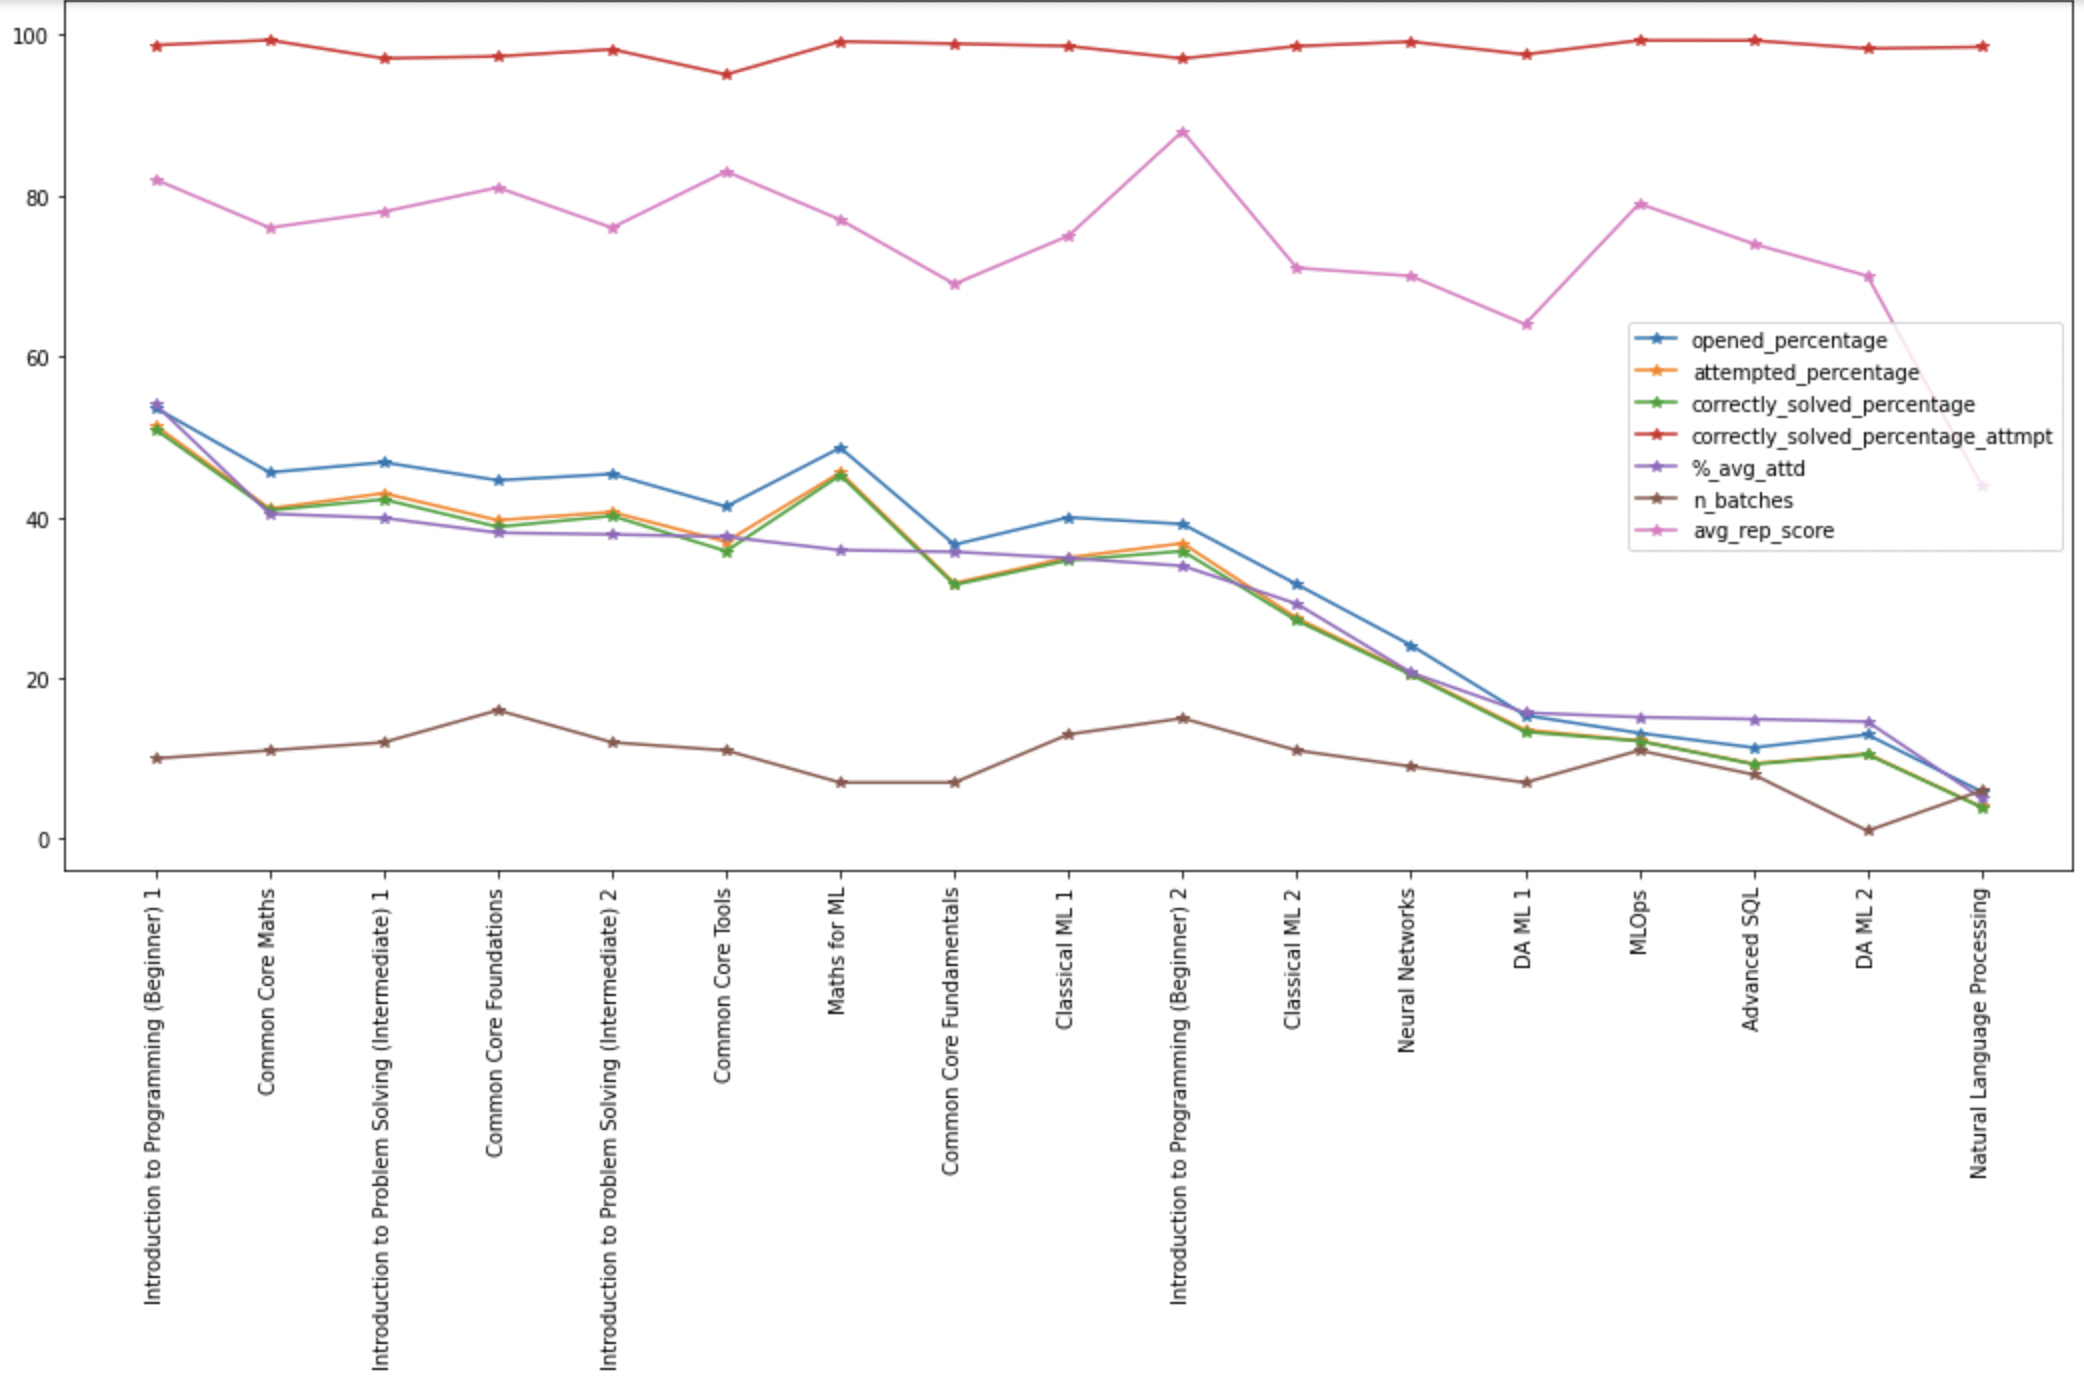 100
80
60
40
20
0
opened_percentage
attempted_percentage
correctly_solved_percentage
correctly_solved_percentage_attmpt
%_avg_attd
n_batches
avg_rep_score
Introduction to Programming (Beginner) 1
Common Core Maths
Introduction to Problem Solving (Intermediate) 1
Common Core Foundations
Introduction to Problem Solving (Intermediate) 2
Common Core Tools
Maths for ML
Common Core Fundamentals
Classical ML 1
Introduction to Programming (Beginner) 2
Classical ML 2
Neural Networks
DA ML 1
MLOps
Advanced SQL
DA ML 2
Natural Language Processing